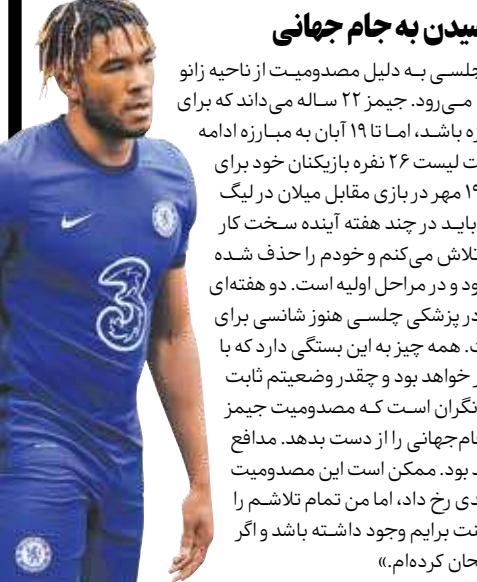 سیدن به جام جهانی
چلسی به دلیل مصدومیت از ناحیه زانو
می‌رود. جیمز ۲۲ ساله می‌داند که برای
زه باشد، اما تا ۱۹ آبان به مبارزه ادامه
ت لیست ۲۶ نفره بازیکنان خود برای
۱۹ مهر در بازی مقابل میلان در لیگ
باید در چند هفته آینده سخت کار
تلاش می‌کنم و خودم را حذف شده
ود و در مراحل اولیه است. دو هفته‌ای
در پزشکی چلسی هنوز شانسی برای
ت. همه چیز به این بستگی دارد که با
ر خواهد بود و چقدر وضعیتم ثابت
نگران است که مصدومیت جیمز
ام‌جهانی را از دست بدهد. مدافع
د بود. ممکن است این مصدومیت
دی رخ داد، اما من تمام تلاشم را
نت برایم وجود داشته باشد و اگر
حان کرده‌ام.»
3